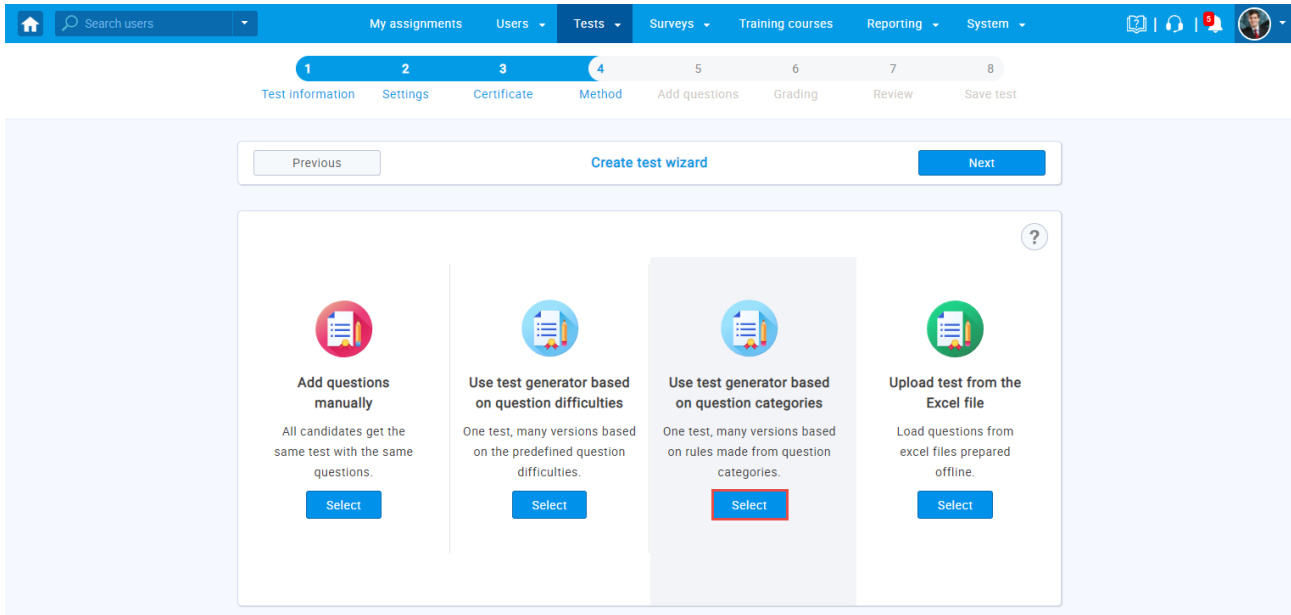 Search users
My assignments
Users
Tests
Surveys
Training courses
Reporting
System
5
1
2
3
4
5
6
7
8
Test information
Settings
Certificate
Method
Add questions
Grading
Review
Save test
Previous
Create test wizard
Next
?
Add questions
manually
All candidates get the
same test with the same
questions.
Select
Use test generator based
on question difficulties
One test, many versions based
on the predefined question
difficulties.
Select
Use test generator based
on question categories
One test, many versions based
on rules made from question
categories.
Select
Upload test from the
Excel file
Load questions from
excel files prepared
offline.
Select